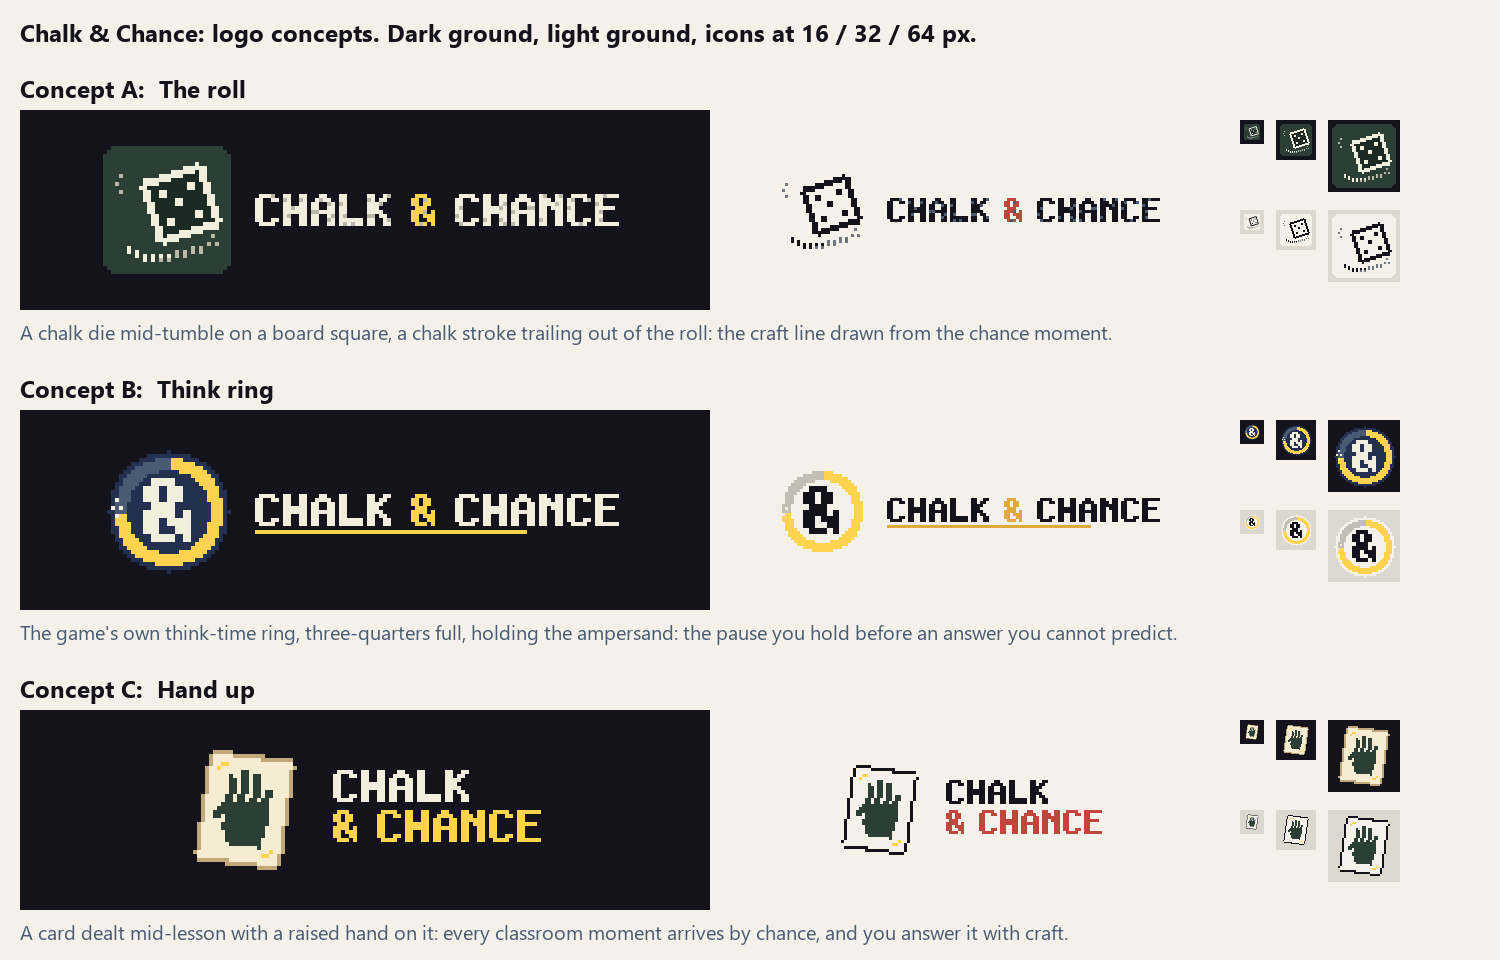 Chalk & Chance: logo concepts. Dark ground, light ground, icons at 16 / 32 / 64 px.
Concept A: The roll
CHALK & CHANCE
CHALK & CHANCE
A chalk die mid-tumble on a board square, a chalk stroke trailing out of the roll: the craft line drawn from the chance moment.
Concept B: Think ring
&
CHALK & CHANCE
&
CHALK & CHANCE
&
&
&
&
&
&
The game's own think-time ring, three-quarters full, holding the ampersand: the pause you hold before an answer you cannot predict.
Concept C: Hand up
CHALK
& CHANCE
CHALK
& CHANCE
A card dealt mid-lesson with a raised hand on it: every classroom moment arrives by chance, and you answer it with craft.